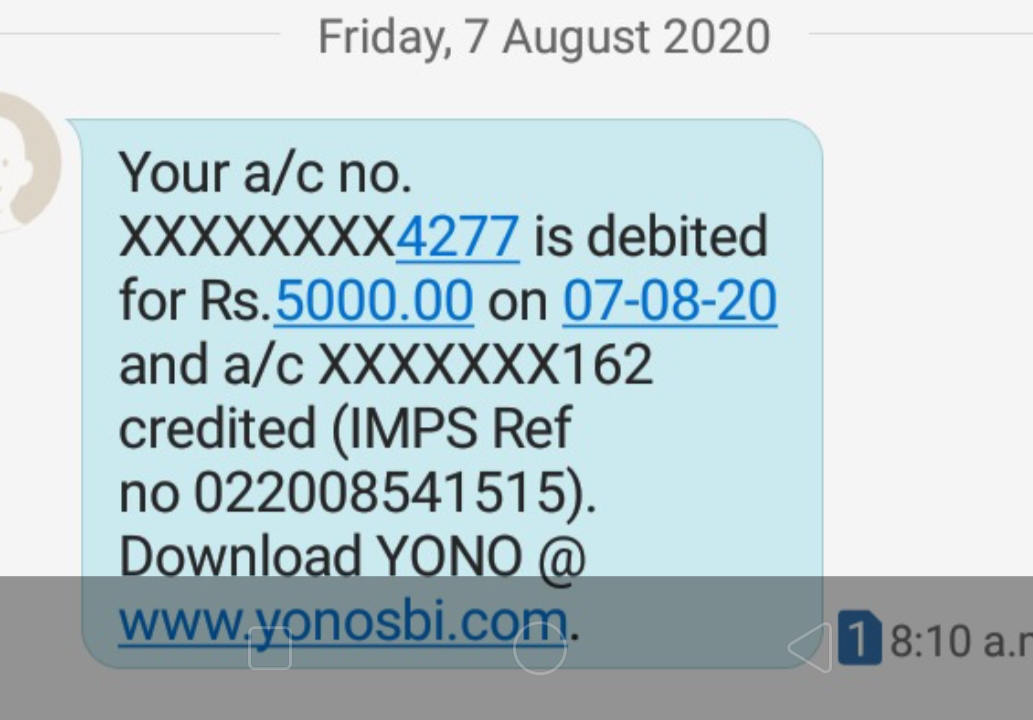 Friday, 7 August 2020
Your a/c no.
XXXXXXXX4277 is debited
for Rs.5000.00 on 07-08-20
and a/c XXXXXXX162
credited (IMPS Ref
no 022008541515).
Download YONO @
www.yonosbi.com.
1 8:10 a.m